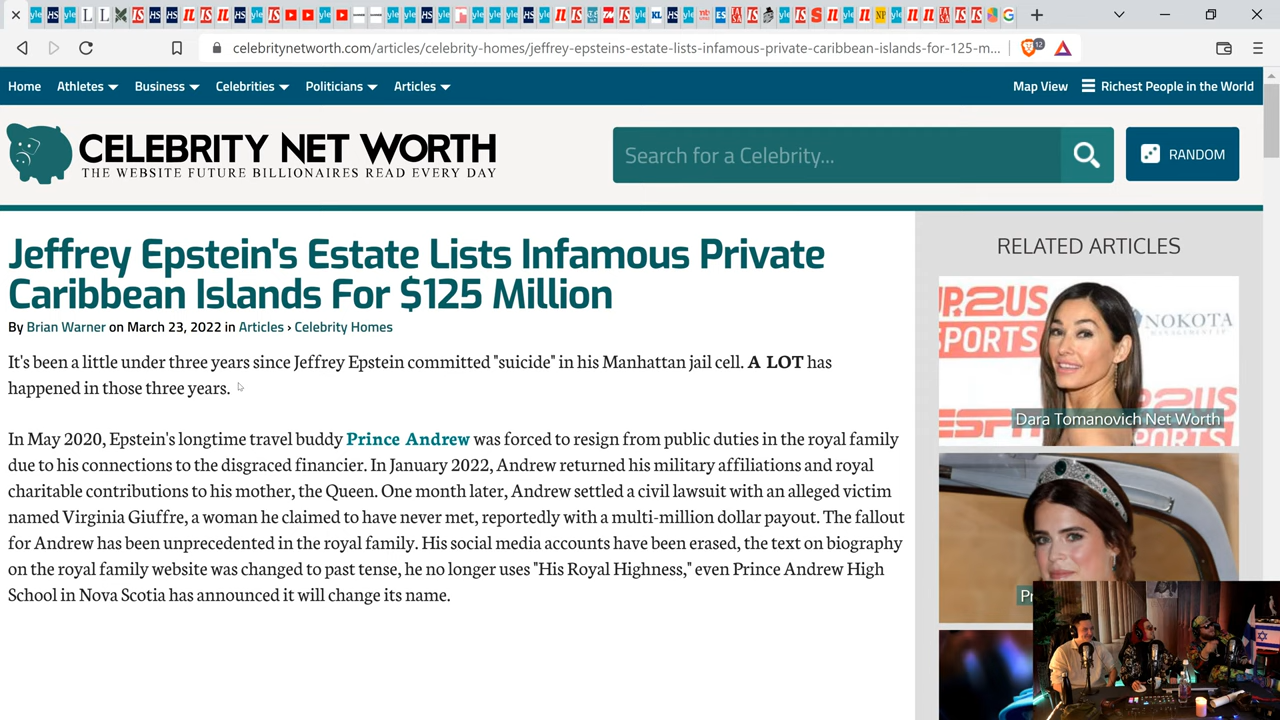 celebritynetworth.com/articles/celebrity-homes/jeffrey-epsteins-estate-lists-infamous-private-caribbean-islands-for-125-m...
12
Home Athletes Business Celebrities Politicians Articles Map View Richest People in the World
CELEBRITY NET WORTH
THE WEBSITE FUTURE BILLIONAIRES READ EVERY DAY
Search for a Celebrity...
RANDOM
Jeffrey Epstein's Estate Lists Infamous Private
Caribbean Islands For $125 Million
By Brian Warner on March 23, 2022 in Articles › Celebrity Homes
It's been a little under three years since Jeffrey Epstein committed "suicide" in his Manhattan jail cell. A LOT has
happened in those three years.
In May 2020, Epstein's longtime travel buddy Prince Andrew was forced to resign from public duties in the royal family
due to his connections to the disgraced financier. In January 2022, Andrew returned his military affiliations and royal
charitable contributions to his mother, the Queen. One month later, Andrew settled a civil lawsuit with an alleged victim
named Virginia Giuffre, a woman he claimed to have never met, reportedly with a multi-million dollar payout. The fallout
for Andrew has been unprecedented in the royal family. His social media accounts have been erased, the text on biography
on the royal family website was changed to past tense, he no longer uses "His Royal Highness," even Prince Andrew High
School in Nova Scotia has announced it will change its name.
RELATED ARTICLES
UP2US
SPORTS
NOKOTA
MANAGEMENT
ESPN
Dara Tomanovich Net Worth